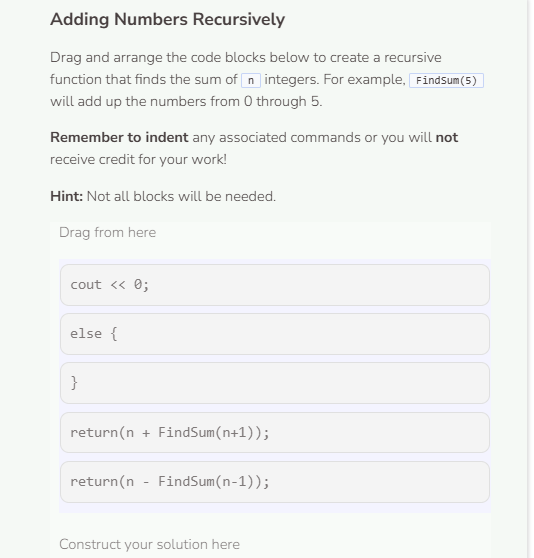 Adding Numbers Recursively
Drag and arrange the code blocks below to create a recursive
function that finds the sum of n integers. For example, FindSum(5)
will add up the numbers from 0 through 5.
Remember to indent any associated commands or you will not
receive credit for your work!
Hint: Not all blocks will be needed.
Drag from here
cout << 0;
else {
}
return(n + FindSum(n+1));
return(n - FindSum(n-1));
Construct your solution here